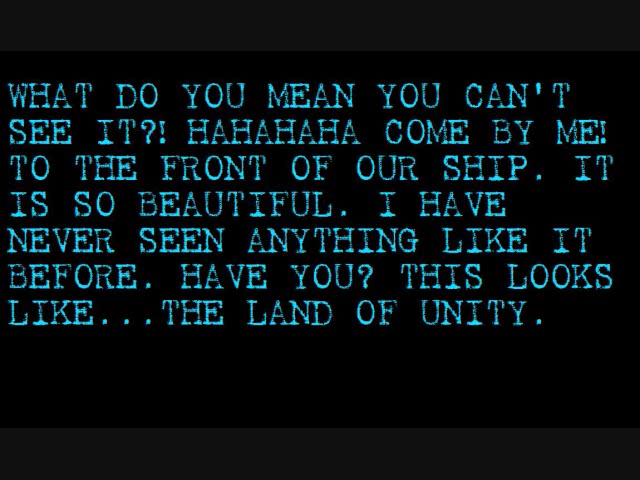 WHAT DO YOU MEAN YOU CAN'T
SEE IT?! HAHAHAHA COME BY ME!
TO THE FRONT OF OUR SHIP. IT
IS SO BEAUTIFUL. I HAVE
NEVER SEEN ANYTHING LIKE IT
BEFORE. HAVE YOU? THIS LOOKS
LIKE...THE LAND OF UNITY.